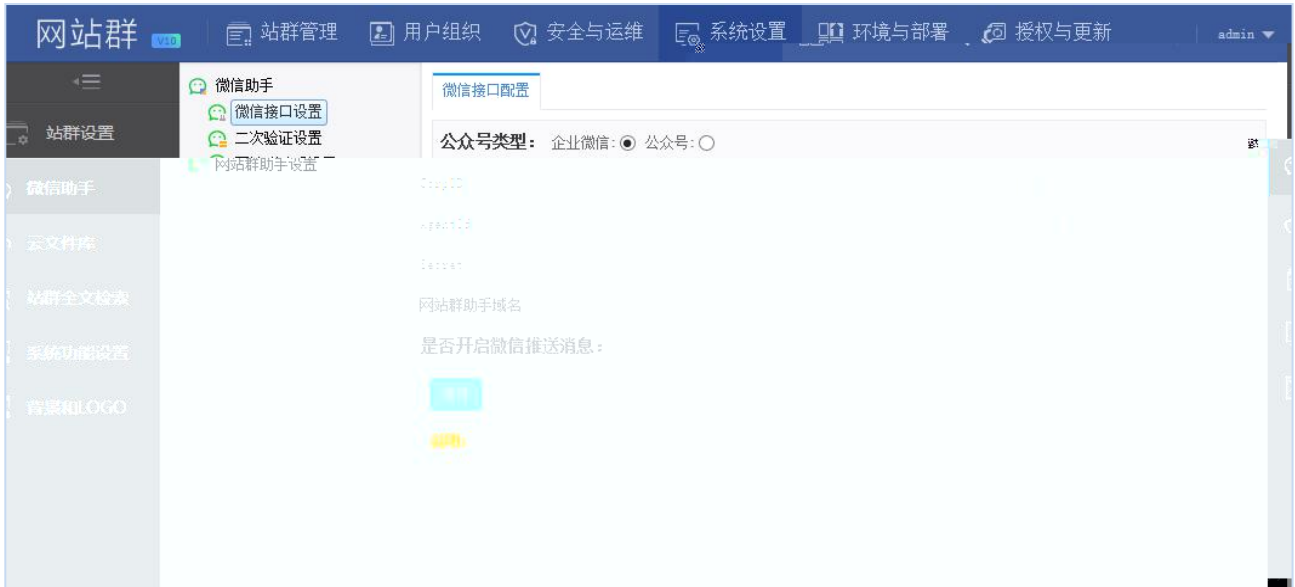 网站群 V10 站群管理 用户组织 安全与运维 系统设置 环境与部署 授权与更新 admin
微信助手
微信接口设置
二次验证设置
网站群助手设置
微信接口配置
公众号类型： 企业微信: 公众号:
站群设置
微信助手
云文件库
站群全文检索
系统功能设置
背景和LOGO
AgentId
Secret
网站群助手域名
是否开启微信推送消息：